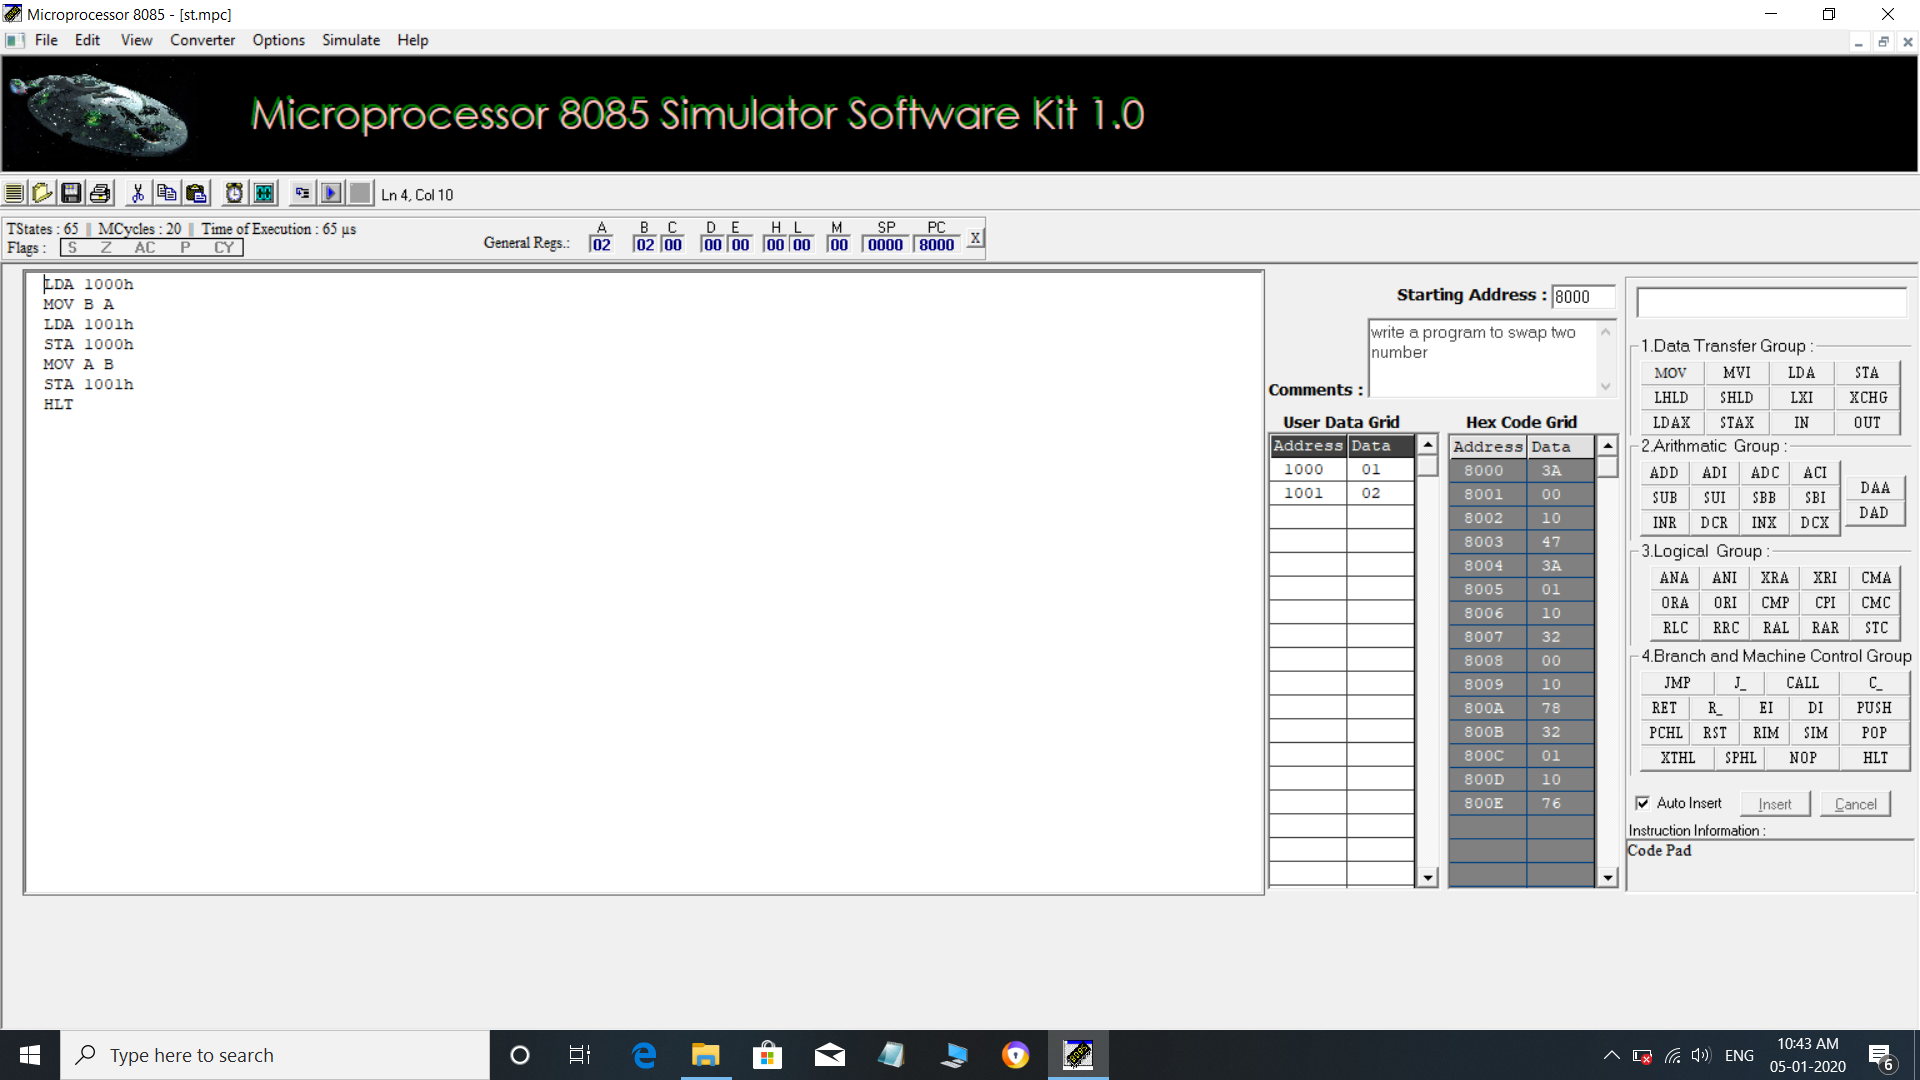 Microprocessor 8085 - [st.mpc]
File Edit View Converter Options Simulate Help
Microprocessor 8085 Simulator Software Kit 1.0
Ln 4, Col 10
TStates : 65 || MCycles : 20 || Time of Execution : 65 µs
Flags : S Z AC P CY
General Regs.:
A B C D E H L M SP PC
02 02 00 00 00 00 00 00 0000 8000 X
LDA 1000h
MOV B A
LDA 1001h
STA 1000h
MOV A B
STA 1001h
HLT
Starting Address : 8000
write a program to swap two
number
Comments :
User Data Grid
Address Data
1000 01
1001 02
Hex Code Grid
Address Data
8000 3A
8001 00
8002 10
8003 47
8004 3A
8005 01
8006 10
8007 32
8008 00
8009 10
800A 78
800B 32
800C 01
800D 10
800E 76
1.Data Transfer Group :
MOV MVI LDA STA
LHLD SHLD LXI XCHG
LDAX STAX IN OUT
2.Arithmatic Group :
ADD ADI ADC ACI
SUB SUI SBB SBI
INR DCR INX DCX
DAA
DAD
3.Logical Group :
ANA ANI XRA XRI CMA
ORA ORI CMP CPI CMC
RLC RRC RAL RAR STC
4.Branch and Machine Control Group
JMP J_ CALL C_
RET R_ EI DI PUSH
PCHL RST RIM SIM POP
XTHL SPHL NOP HLT
Auto Insert Insert Cancel
Instruction Information :
Code Pad
Type here to search
ENG
10:43 AM
05-01-2020
6